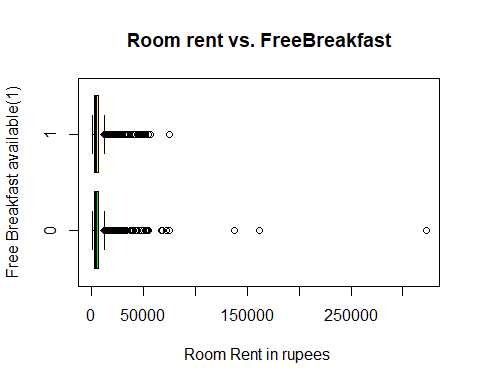 Room rent vs. FreeBreakfast
Free Breakfast available(1)
1
0
0 50000 150000 250000
Room Rent in rupees